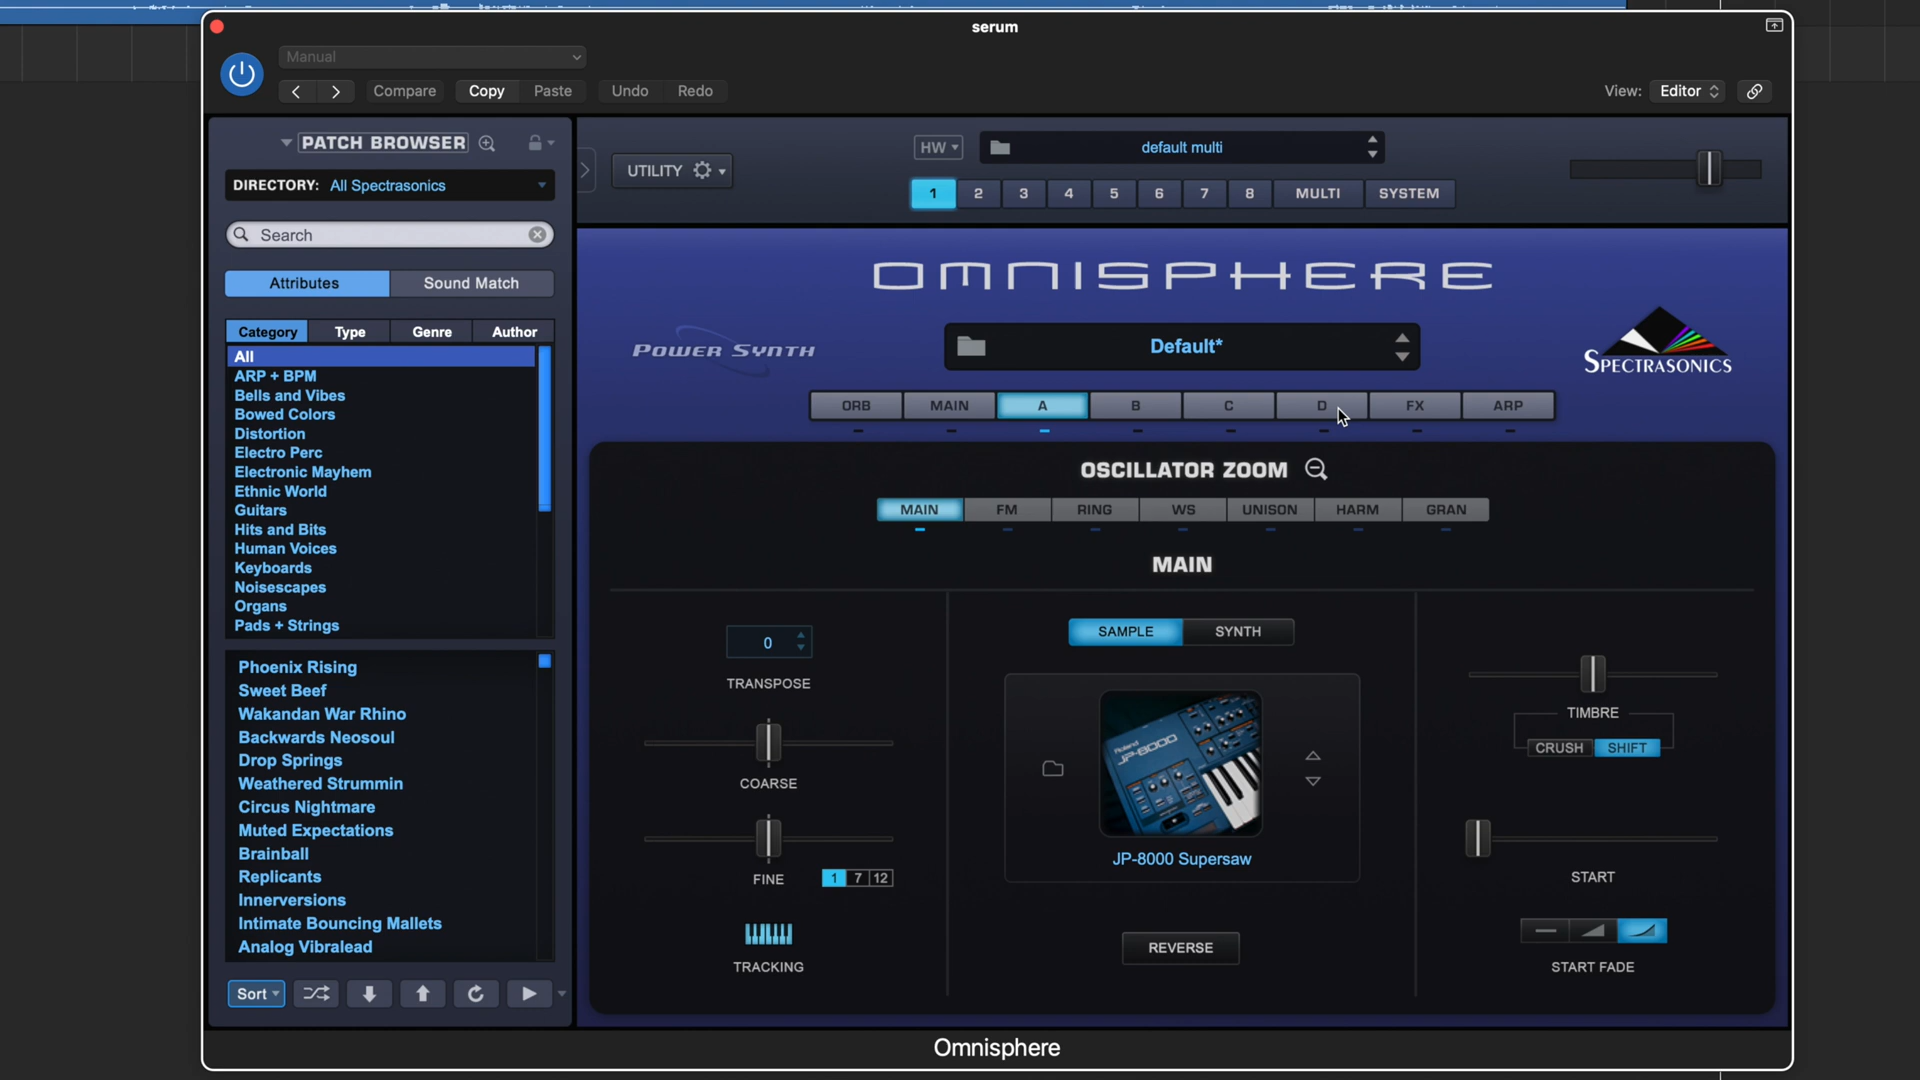 serum
Manual
Compare Copy Paste Undo Redo
View: Editor
PATCH BROWSER
DIRECTORY: All Spectrasonics
Search
Attributes Sound Match
Category Type Genre Author
All
ARP + BPM
Bells and Vibes
Bowed Colors
Distortion
Electro Perc
Electronic Mayhem
Ethnic World
Guitars
Hits and Bits
Human Voices
Keyboards
Noisescapes
Organs
Pads + Strings
Phoenix Rising
Sweet Beef
Wakandan War Rhino
Backwards Neosoul
Drop Springs
Weathered Strummin
Circus Nightmare
Muted Expectations
Brainball
Replicants
Innerversions
Intimate Bouncing Mallets
Analog Vibralead
Sort
UTILITY
HW default multi
1 2 3 4 5 6 7 8 MULTI SYSTEM
OMNISPHERE
POWER SYNTH
Default*
SPECTRASONICS
ORB MAIN A B C D FX ARP
OSCILLATOR ZOOM
MAIN FM RING WS UNISON HARM GRAN
MAIN
0
TRANSPOSE
COARSE
FINE 1 7 12
TRACKING
SAMPLE SYNTH
Roland JP-8000
JP-8000 Supersaw
REVERSE
TIMBRE
CRUSH SHIFT
START
START FADE
Omnisphere